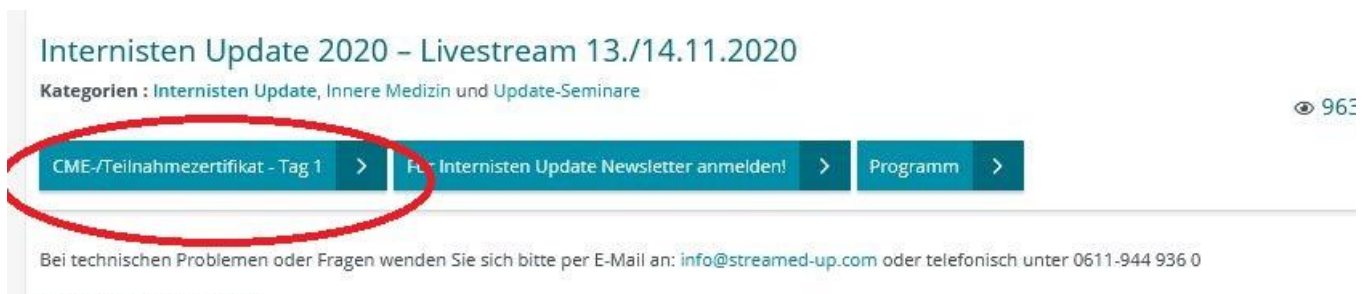 Internisten Update 2020 – Livestream 13./14.11.2020
Kategorien : Internisten Update, Innere Medizin und Update-Seminare
963
CME-/Teilnahmezertifikat - Tag 1
Für Internisten Update Newsletter anmelden!
Programm
Bei technischen Problemen oder Fragen wenden Sie sich bitte per E-Mail an: info@streamed-up.com oder telefonisch unter 0611-944 936 0